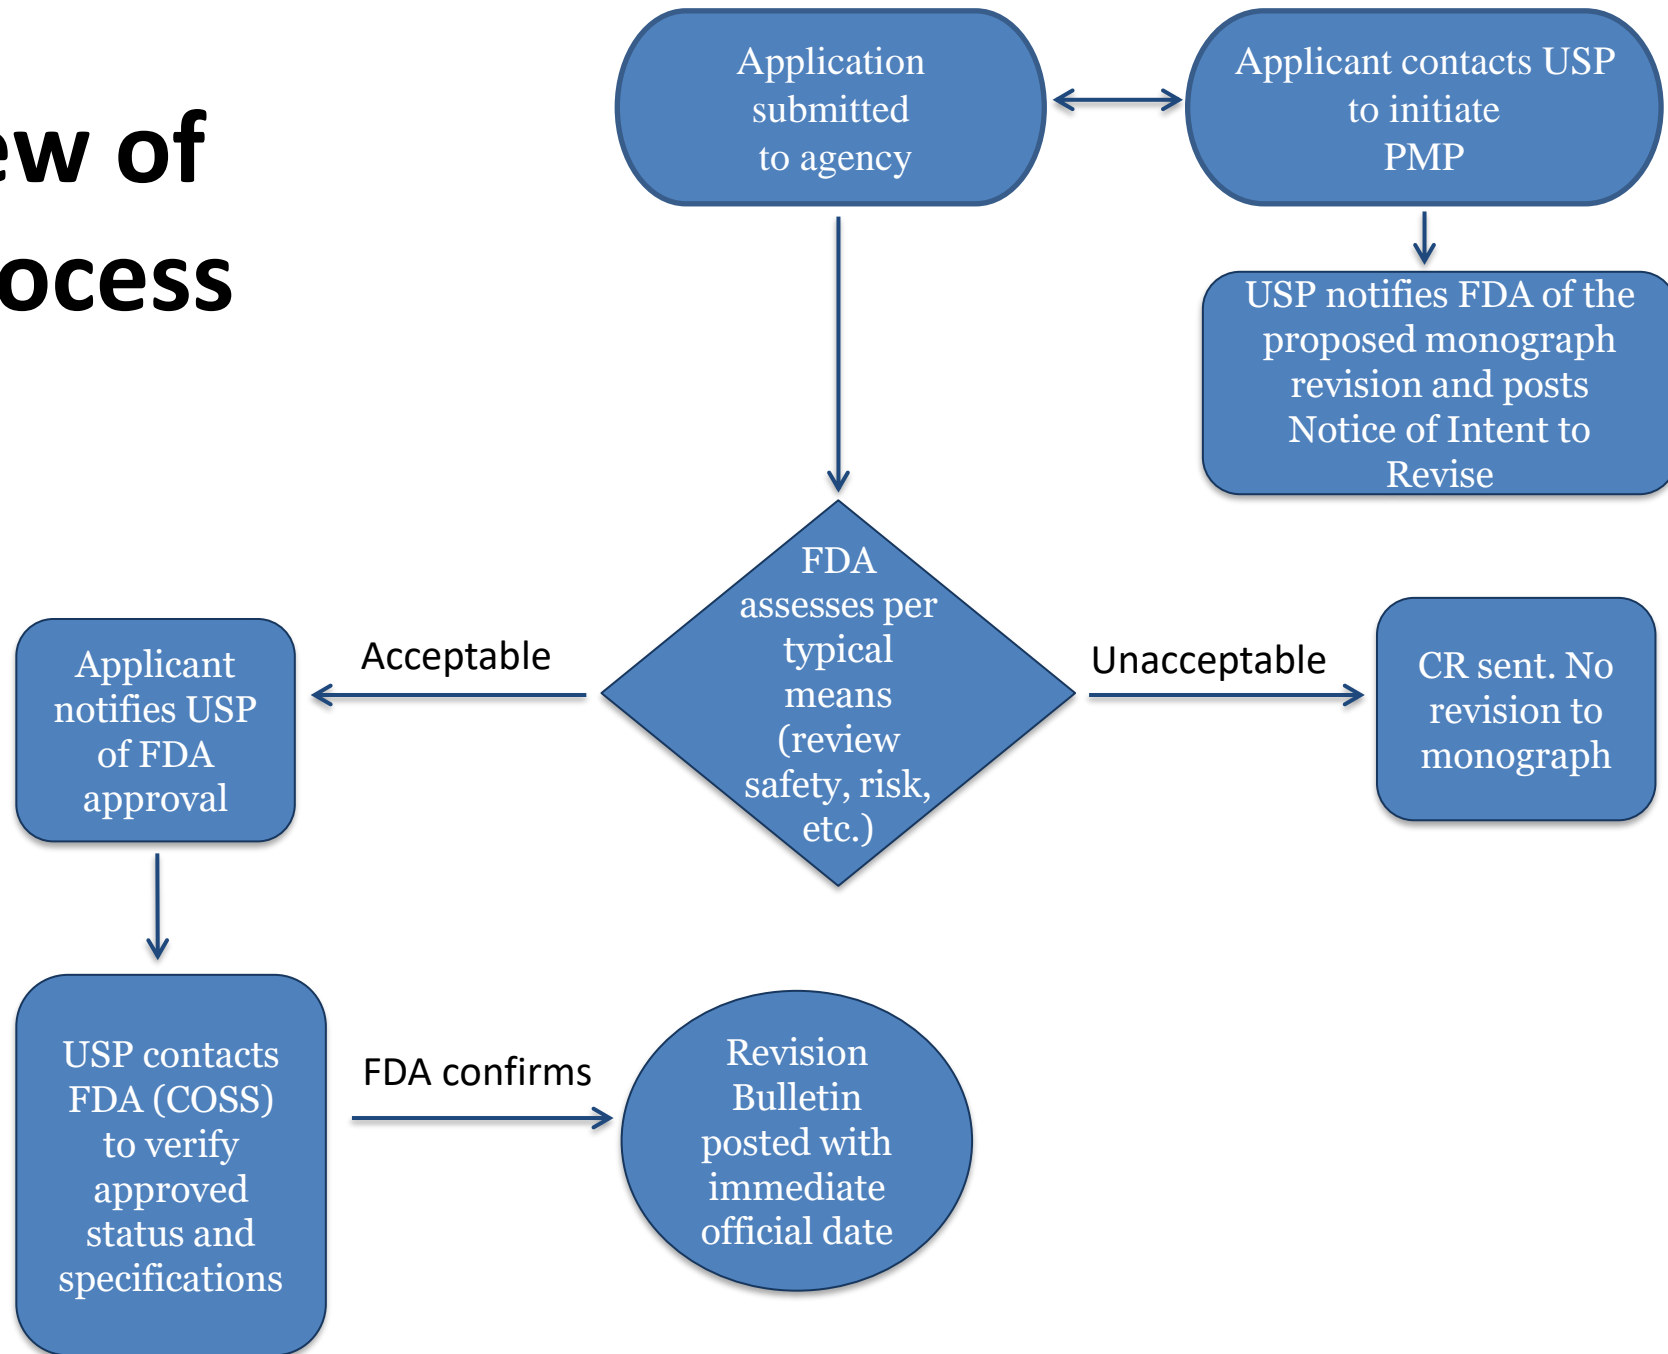 ew of
ocess
Application
submitted
to agency
Applicant contacts USP
to initiate
PMP
USP notifies FDA of the
proposed monograph
revision and posts
Notice of Intent to
Revise
FDA
assesses per
typical
means
(review
safety, risk,
etc.)
Acceptable
Unacceptable
Applicant
notifies USP
of FDA
approval
CR sent. No
revision to
monograph
USP contacts
FDA (COSS)
to verify
approved
status and
specifications
FDA confirms
Revision
Bulletin
posted with
immediate
official date